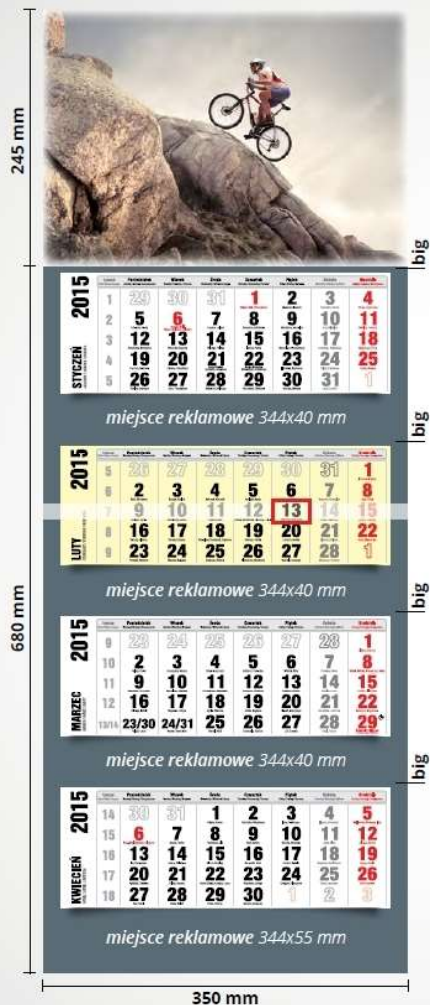 245 mm
big
2015
STYCZEŃ
1 29 30 31 1 2 3 4
2 5 6 7 8 9 10 11
3 12 13 14 15 16 17 18
4 19 20 21 22 23 24 25
5 26 27 28 29 30 31 1
miejsce reklamowe 344x40 mm
big
2015
LUTY
5 26 27 28 29 30 31 1
6 2 3 4 5 6 7 8
7 9 10 11 12 13 14 15
8 16 17 18 19 20 21 22
9 23 24 25 26 27 28 1
miejsce reklamowe 344x40 mm
big
680 mm
2015
MARZEC
9 23 24 25 26 27 28 1
10 2 3 4 5 6 7 8
11 9 10 11 12 13 14 15
12 16 17 18 19 20 21 22
13/14 23/30 24/31 25 26 27 28 29
miejsce reklamowe 344x40 mm
big
2015
KWIECIEŃ
14 30 31 1 2 3 4 5
15 6 7 8 9 10 11 12
16 13 14 15 16 17 18 19
17 20 21 22 23 24 25 26
18 27 28 29 30 1 2 3
miejsce reklamowe 344x55 mm
350 mm